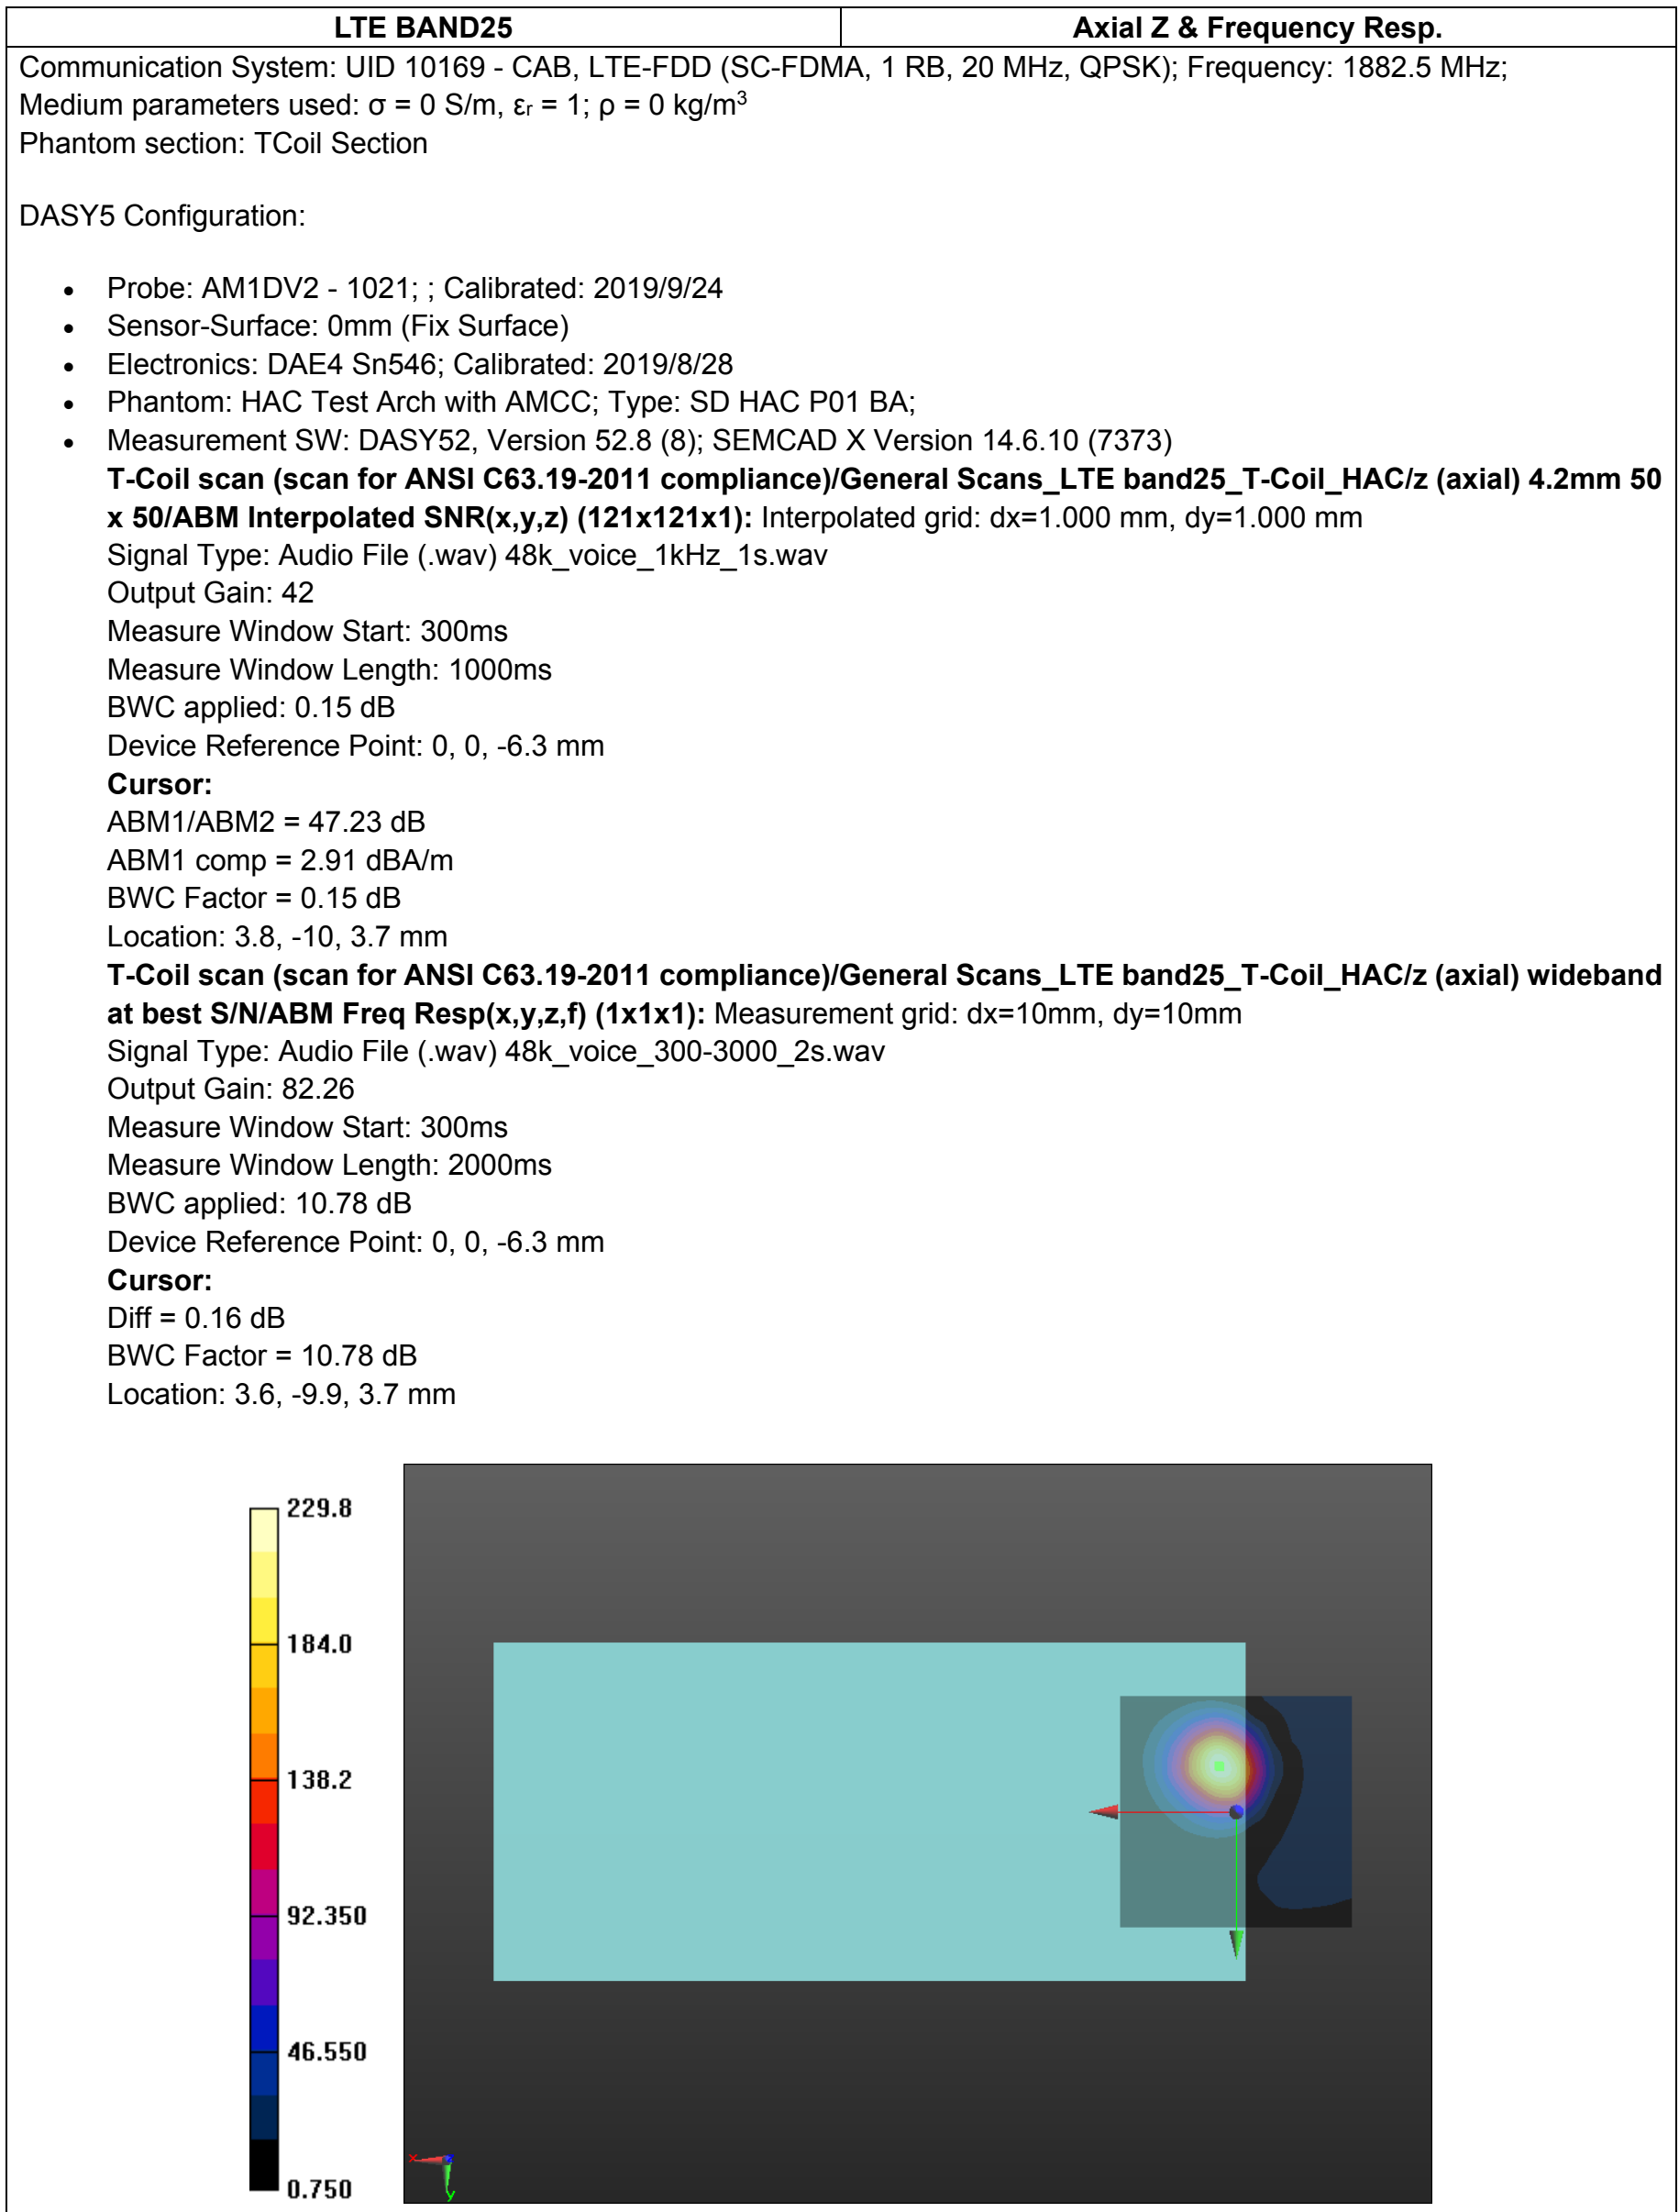 LTE BAND25
Axial Z & Frequency Resp.
Communication System: UID 10169 - CAB, LTE-FDD (SC-FDMA, 1 RB, 20 MHz, QPSK); Frequency: 1882.5 MHz;
Medium parameters used: σ = 0 S/m, εr = 1; ρ = 0 kg/m3
Phantom section: TCoil Section
DASY5 Configuration:
• Probe: AM1DV2 - 1021; ; Calibrated: 2019/9/24
• Sensor-Surface: 0mm (Fix Surface)
• Electronics: DAE4 Sn546; Calibrated: 2019/8/28
• Phantom: HAC Test Arch with AMCC; Type: SD HAC P01 BA;
• Measurement SW: DASY52, Version 52.8 (8); SEMCAD X Version 14.6.10 (7373)
T-Coil scan (scan for ANSI C63.19-2011 compliance)/General Scans_LTE band25_T-Coil_HAC/z (axial) 4.2mm 50
x 50/ABM Interpolated SNR(x,y,z) (121x121x1): Interpolated grid: dx=1.000 mm, dy=1.000 mm
Signal Type: Audio File (.wav) 48k_voice_1kHz_1s.wav
Output Gain: 42
Measure Window Start: 300ms
Measure Window Length: 1000ms
BWC applied: 0.15 dB
Device Reference Point: 0, 0, -6.3 mm
Cursor:
ABM1/ABM2 = 47.23 dB
ABM1 comp = 2.91 dBA/m
BWC Factor = 0.15 dB
Location: 3.8, -10, 3.7 mm
T-Coil scan (scan for ANSI C63.19-2011 compliance)/General Scans_LTE band25_T-Coil_HAC/z (axial) wideband
at best S/N/ABM Freq Resp(x,y,z,f) (1x1x1): Measurement grid: dx=10mm, dy=10mm
Signal Type: Audio File (.wav) 48k_voice_300-3000_2s.wav
Output Gain: 82.26
Measure Window Start: 300ms
Measure Window Length: 2000ms
BWC applied: 10.78 dB
Device Reference Point: 0, 0, -6.3 mm
Cursor:
Diff = 0.16 dB
BWC Factor = 10.78 dB
Location: 3.6, -9.9, 3.7 mm
229.8
184.0
138.2
92.350
46.550
0.750
x
y